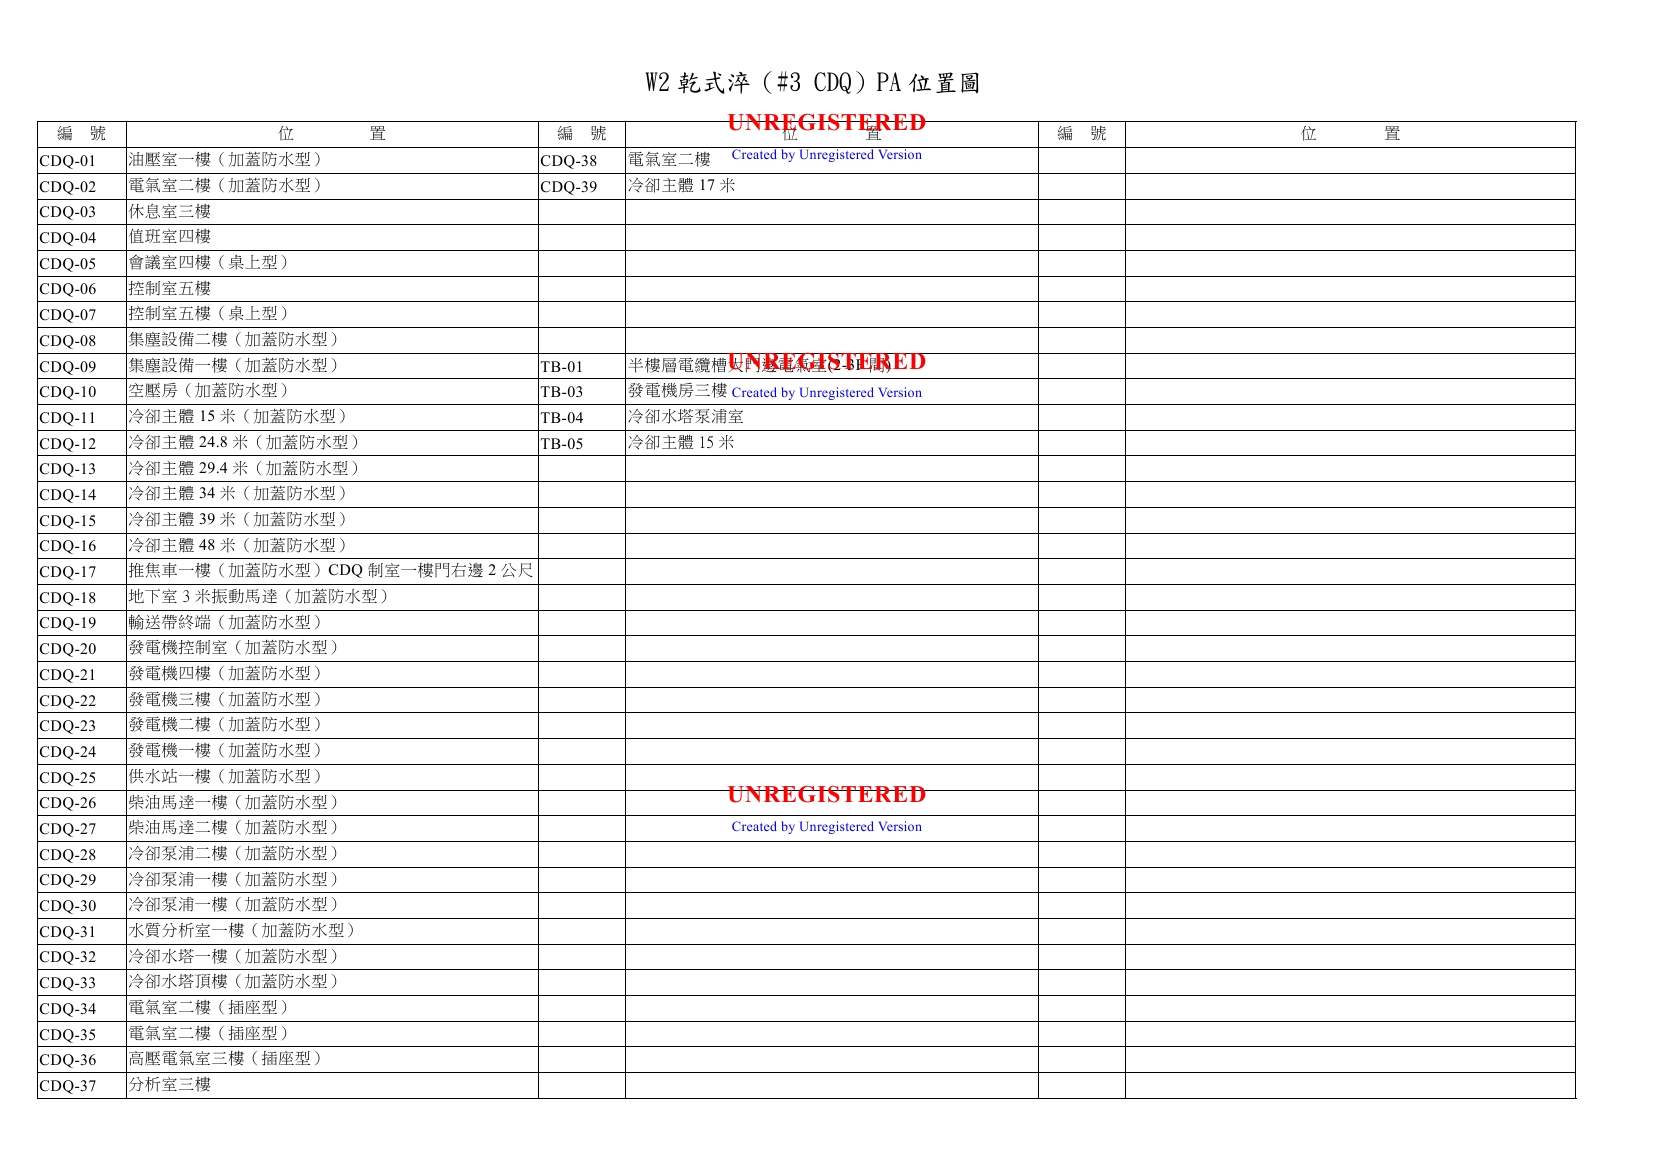 W2 乾式淬（#3 CDQ）PA 位置圖
編 號 位 置 編 號 位 置 編 號 位 置
UNREGISTERED
CDQ-01 油壓室一樓（加蓋防水型） CDQ-38 電氣室二樓
Created by Unregistered Version
CDQ-02 電氣室二樓（加蓋防水型） CDQ-39 冷卻主體 17 米
CDQ-03 休息室三樓
CDQ-04 值班室四樓
CDQ-05 會議室四樓（桌上型）
CDQ-06 控制室五樓
CDQ-07 控制室五樓（桌上型）
CDQ-08 集塵設備二樓（加蓋防水型）
CDQ-09 集塵設備一樓（加蓋防水型） TB-01 半樓層電纜槽大門邊電氣室(2-3F間)
UNREGISTERED
CDQ-10 空壓房（加蓋防水型） TB-03 發電機房三樓
Created by Unregistered Version
CDQ-11 冷卻主體 15 米（加蓋防水型） TB-04 冷卻水塔泵浦室
CDQ-12 冷卻主體 24.8 米（加蓋防水型） TB-05 冷卻主體 15 米
CDQ-13 冷卻主體 29.4 米（加蓋防水型）
CDQ-14 冷卻主體 34 米（加蓋防水型）
CDQ-15 冷卻主體 39 米（加蓋防水型）
CDQ-16 冷卻主體 48 米（加蓋防水型）
CDQ-17 推焦車一樓（加蓋防水型）CDQ 制室一樓門右邊 2 公尺
CDQ-18 地下室 3 米振動馬達（加蓋防水型）
CDQ-19 輸送帶終端（加蓋防水型）
CDQ-20 發電機控制室（加蓋防水型）
CDQ-21 發電機四樓（加蓋防水型）
CDQ-22 發電機三樓（加蓋防水型）
CDQ-23 發電機二樓（加蓋防水型）
CDQ-24 發電機一樓（加蓋防水型）
CDQ-25 供水站一樓（加蓋防水型）
CDQ-26 柴油馬達一樓（加蓋防水型）
UNREGISTERED
CDQ-27 柴油馬達二樓（加蓋防水型）
Created by Unregistered Version
CDQ-28 冷卻泵浦二樓（加蓋防水型）
CDQ-29 冷卻泵浦一樓（加蓋防水型）
CDQ-30 冷卻泵浦一樓（加蓋防水型）
CDQ-31 水質分析室一樓（加蓋防水型）
CDQ-32 冷卻水塔一樓（加蓋防水型）
CDQ-33 冷卻水塔頂樓（加蓋防水型）
CDQ-34 電氣室二樓（插座型）
CDQ-35 電氣室二樓（插座型）
CDQ-36 高壓電氣室三樓（插座型）
CDQ-37 分析室三樓